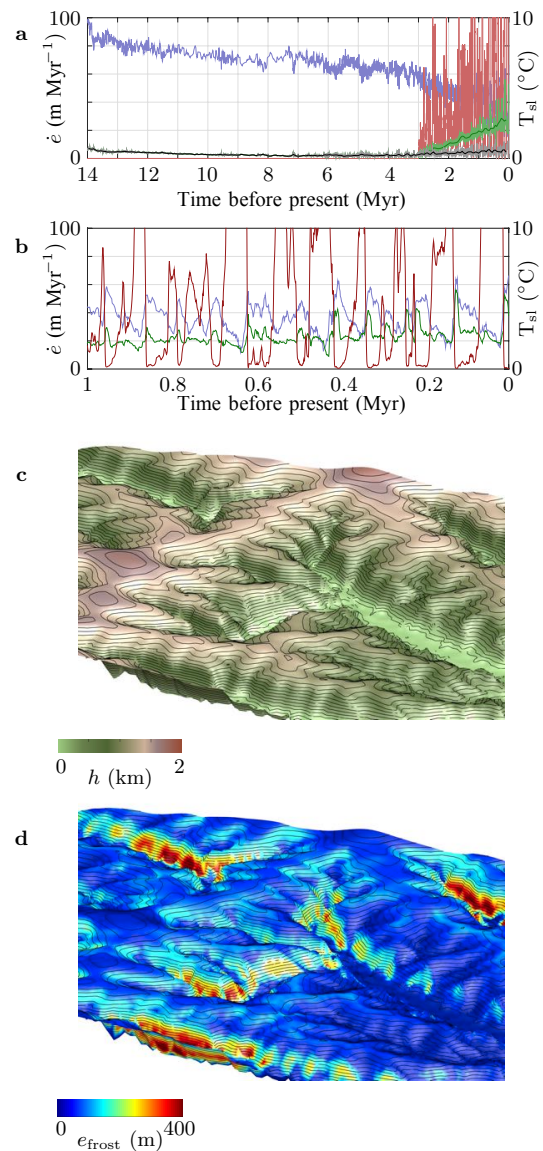 a
100
ė (m Myr⁻¹)
0
10
T_sl (°C)
0
14 12 10 8 6 4 2 0
Time before present (Myr)
b
100
ė (m Myr⁻¹)
0
10
T_sl (°C)
0
1 0.8 0.6 0.4 0.2 0
Time before present (Myr)
c
0 2
h (km)
d
0 400
e_frost (m)